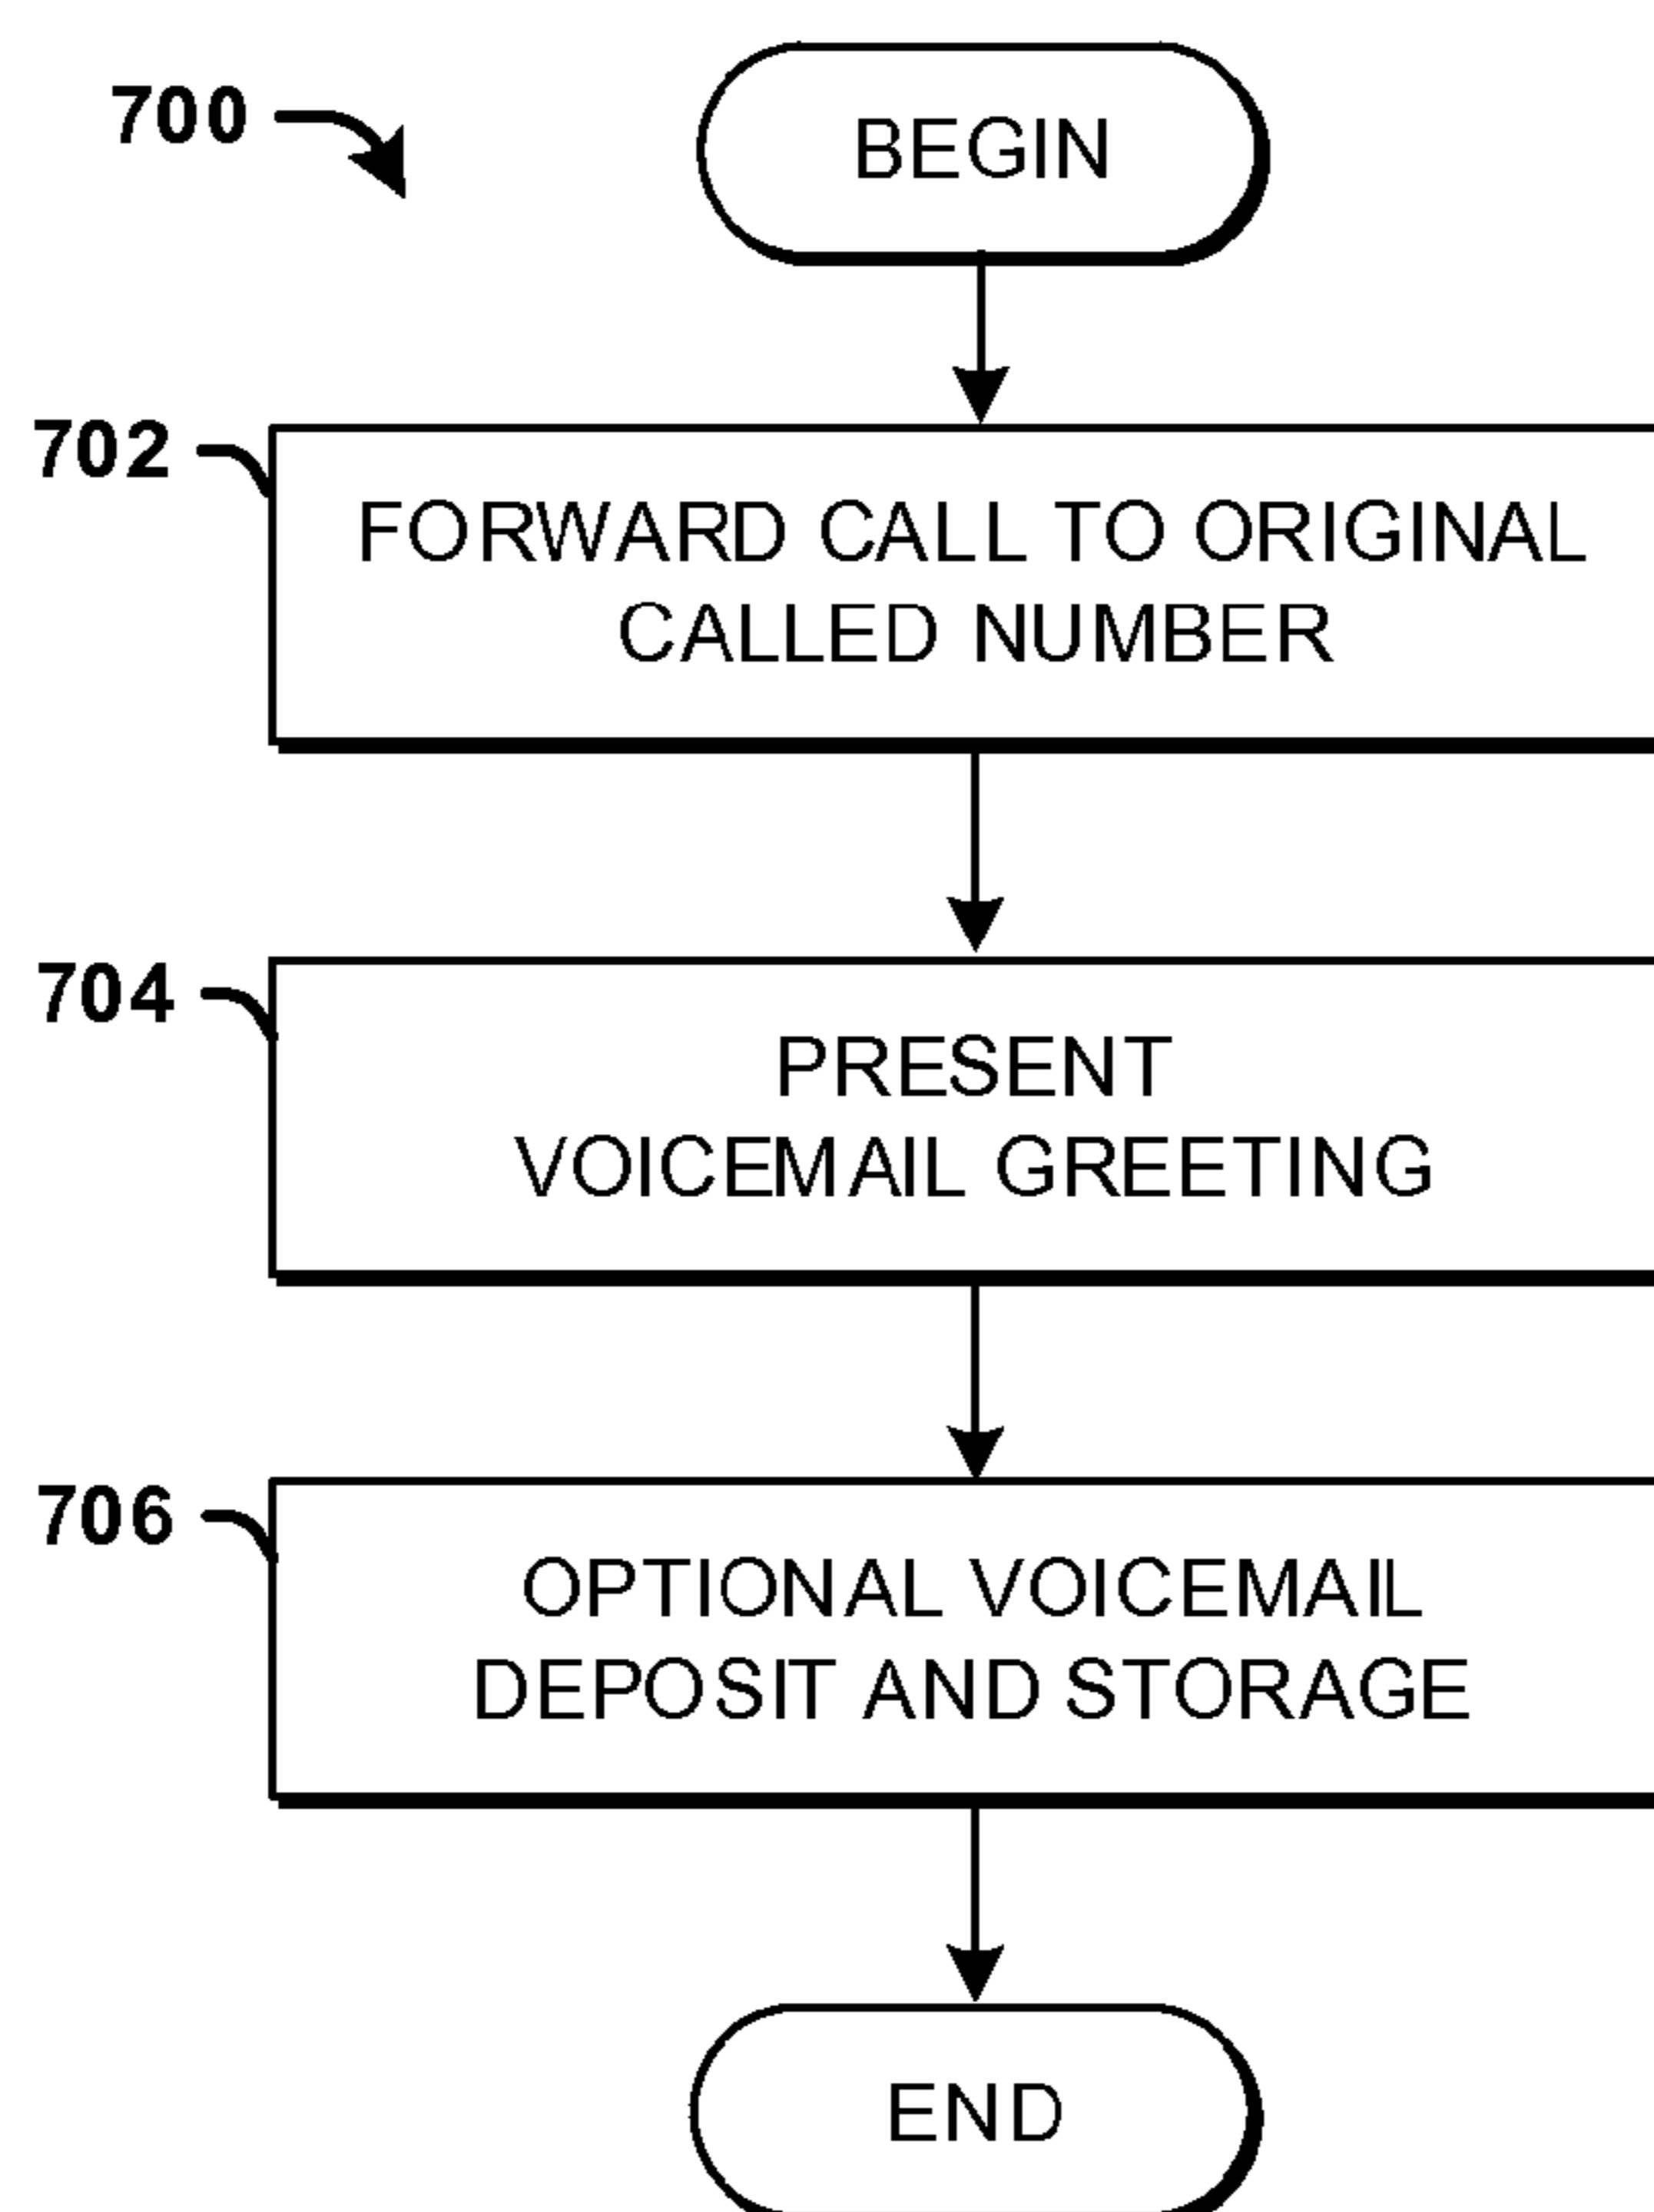 700
BEGIN
702
FORWARD CALL TO ORIGINAL
CALLED NUMBER
704
PRESENT
VOICEMAIL GREETING
706
OPTIONAL VOICEMAIL
DEPOSIT AND STORAGE
END